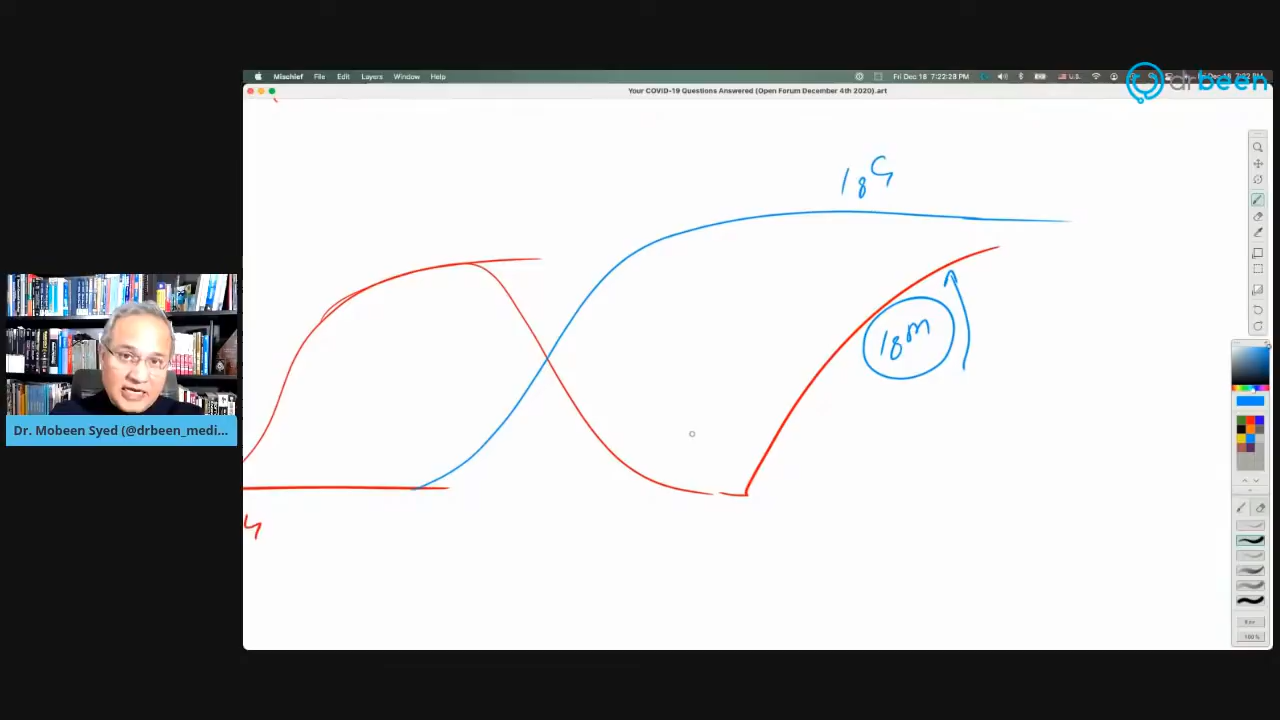 Mischief File Edit Layers Window Help
U.S. Fri Dec 18 7:22:28 PM
drbeen
Your COVID-19 Questions Answered (Open Forum December 4th 2020).art
IgG
IgM
G
Dr. Mobeen Syed (@drbeen_medi...
100 %